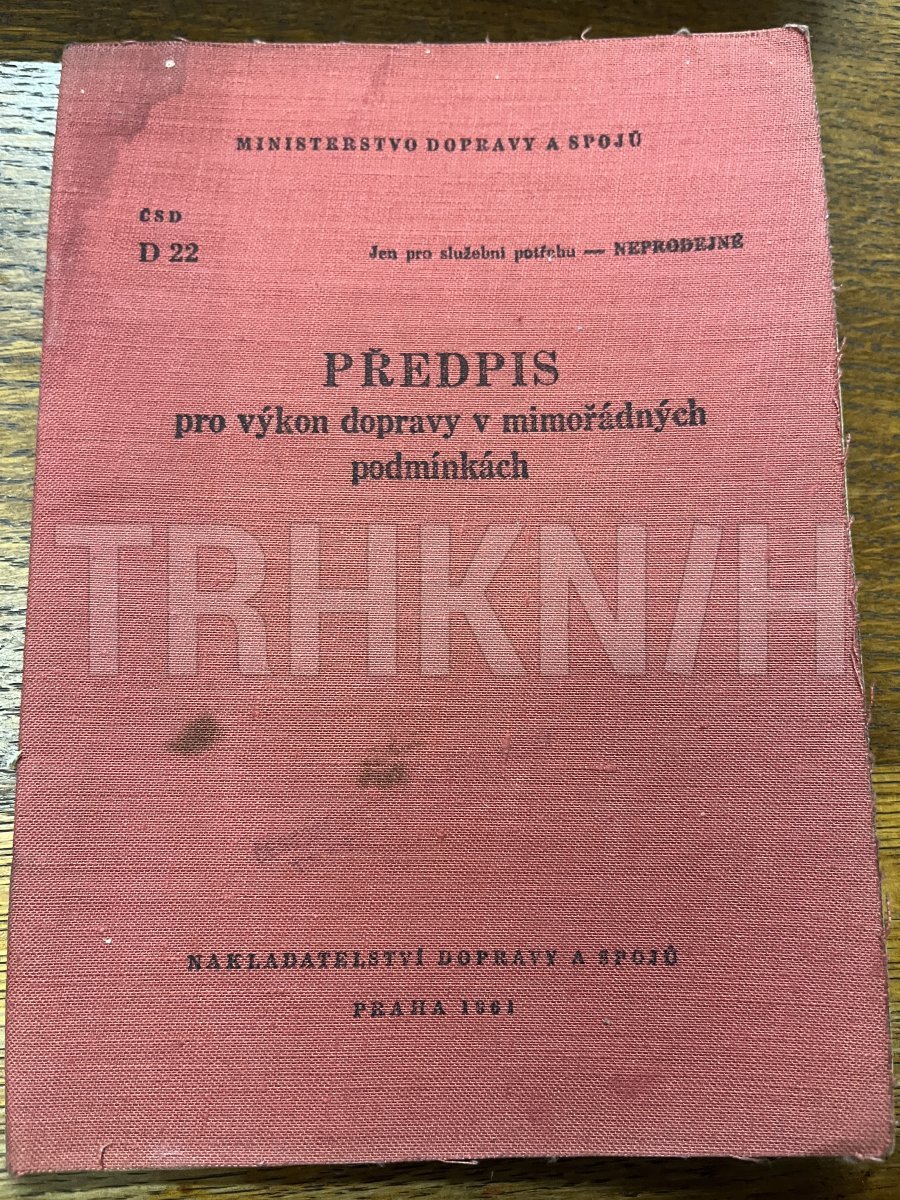 MINISTERSTVO DOPRAVY A SPOJŮ
ČSD
D 22
Jen pro služební potřebu — NEPRODEJNÉ
PŘEDPIS
pro výkon dopravy v mimořádných
podmínkách
TRHKN/H
NAKLADATELSTVÍ DOPRAVY A SPOJŮ
PRAHA 1961